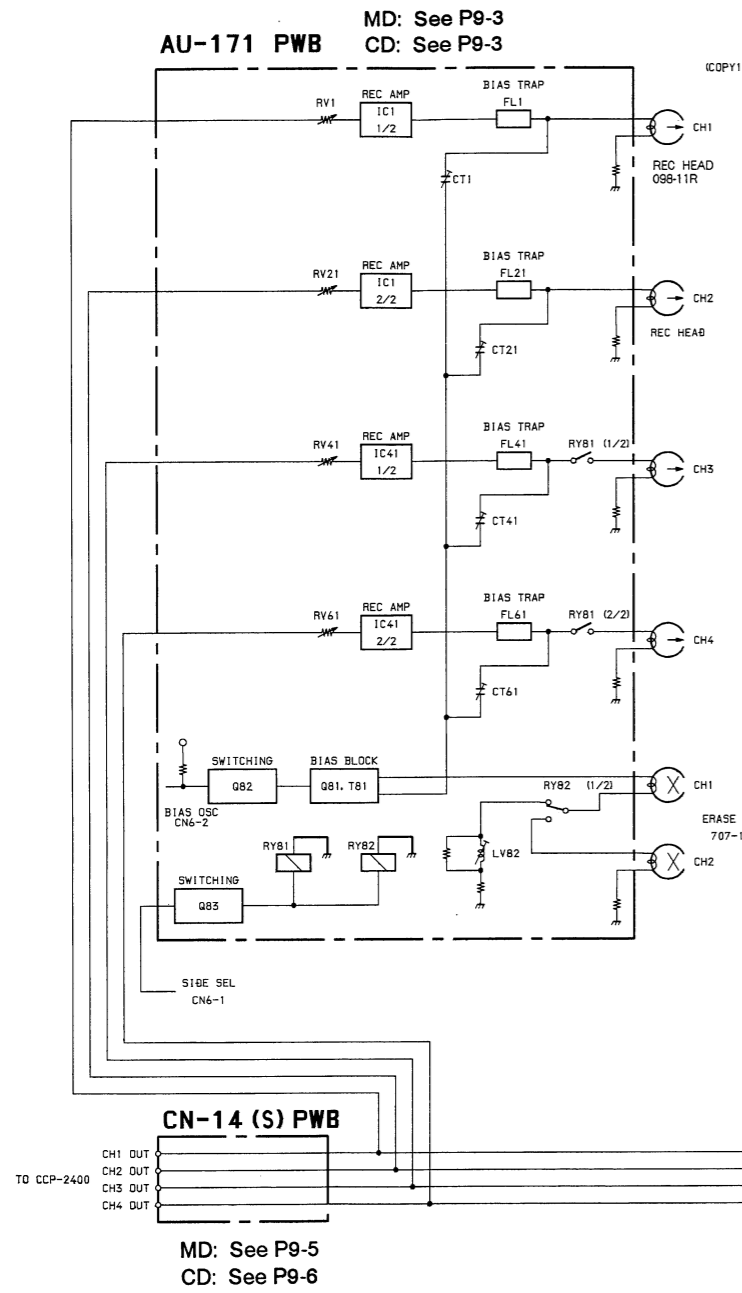 MD: See P9-3
AU-171 PWB
CD: See P9-3
(COPY1
BIAS TRAP
REC AMP
FL1
RV1
IC1
1/2
CH1
CT1
REC HEAD
098-11R
BIAS TRAP
REC AMP
FL21
RV21
IC1
2/2
CH2
REC HEAD
CT21
BIAS TRAP
REC AMP
FL41
RY81 (1/2)
RV41
IC41
1/2
CH3
CT41
BIAS TRAP
REC AMP
FL61
RY81 (2/2)
RV61
IC41
2/2
CH4
CT61
SWITCHING
BIAS BLOCK
Q82
Q81, T81
RY82 (1/2)
CH1
BIAS OSC
CN6-2
ERASE
707-1
RY81
RY82
LV82
CH2
SWITCHING
Q83
SIDE SEL
CN6-1
CN-14 (S) PWB
CH1 OUT
CH2 OUT
TO CCP-2400
CH3 OUT
CH4 OUT
MD: See P9-5
CD: See P9-6